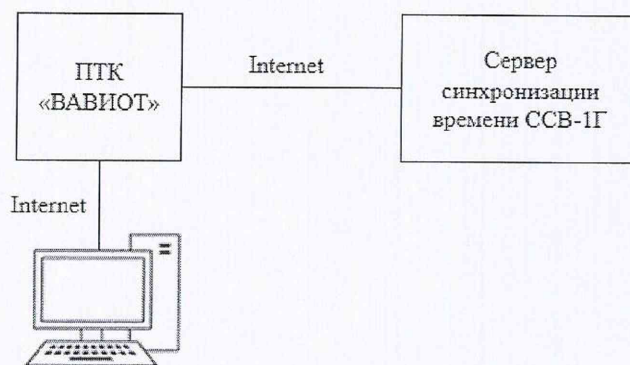 ПТК
«ВАВИОТ»
Internet
Сервер
синхронизации
времени ССВ-1Г
Internet